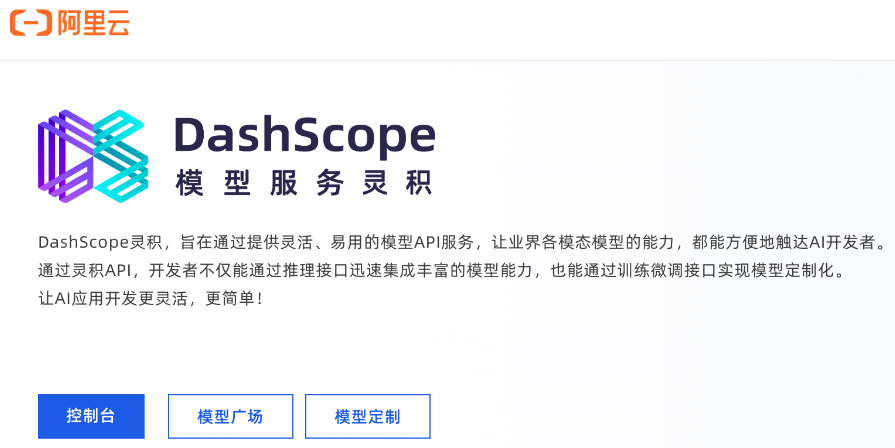 阿里云
DashScope
模型服务灵积
DashScope灵积，旨在通过提供灵活、易用的模型API服务，让业界各模态模型的能力，都能方便地触达AI开发者。
通过灵积API，开发者不仅能通过推理接口迅速集成丰富的模型能力，也能通过训练微调接口实现模型定制化。
让AI应用开发更灵活，更简单！
控制台 模型广场 模型定制